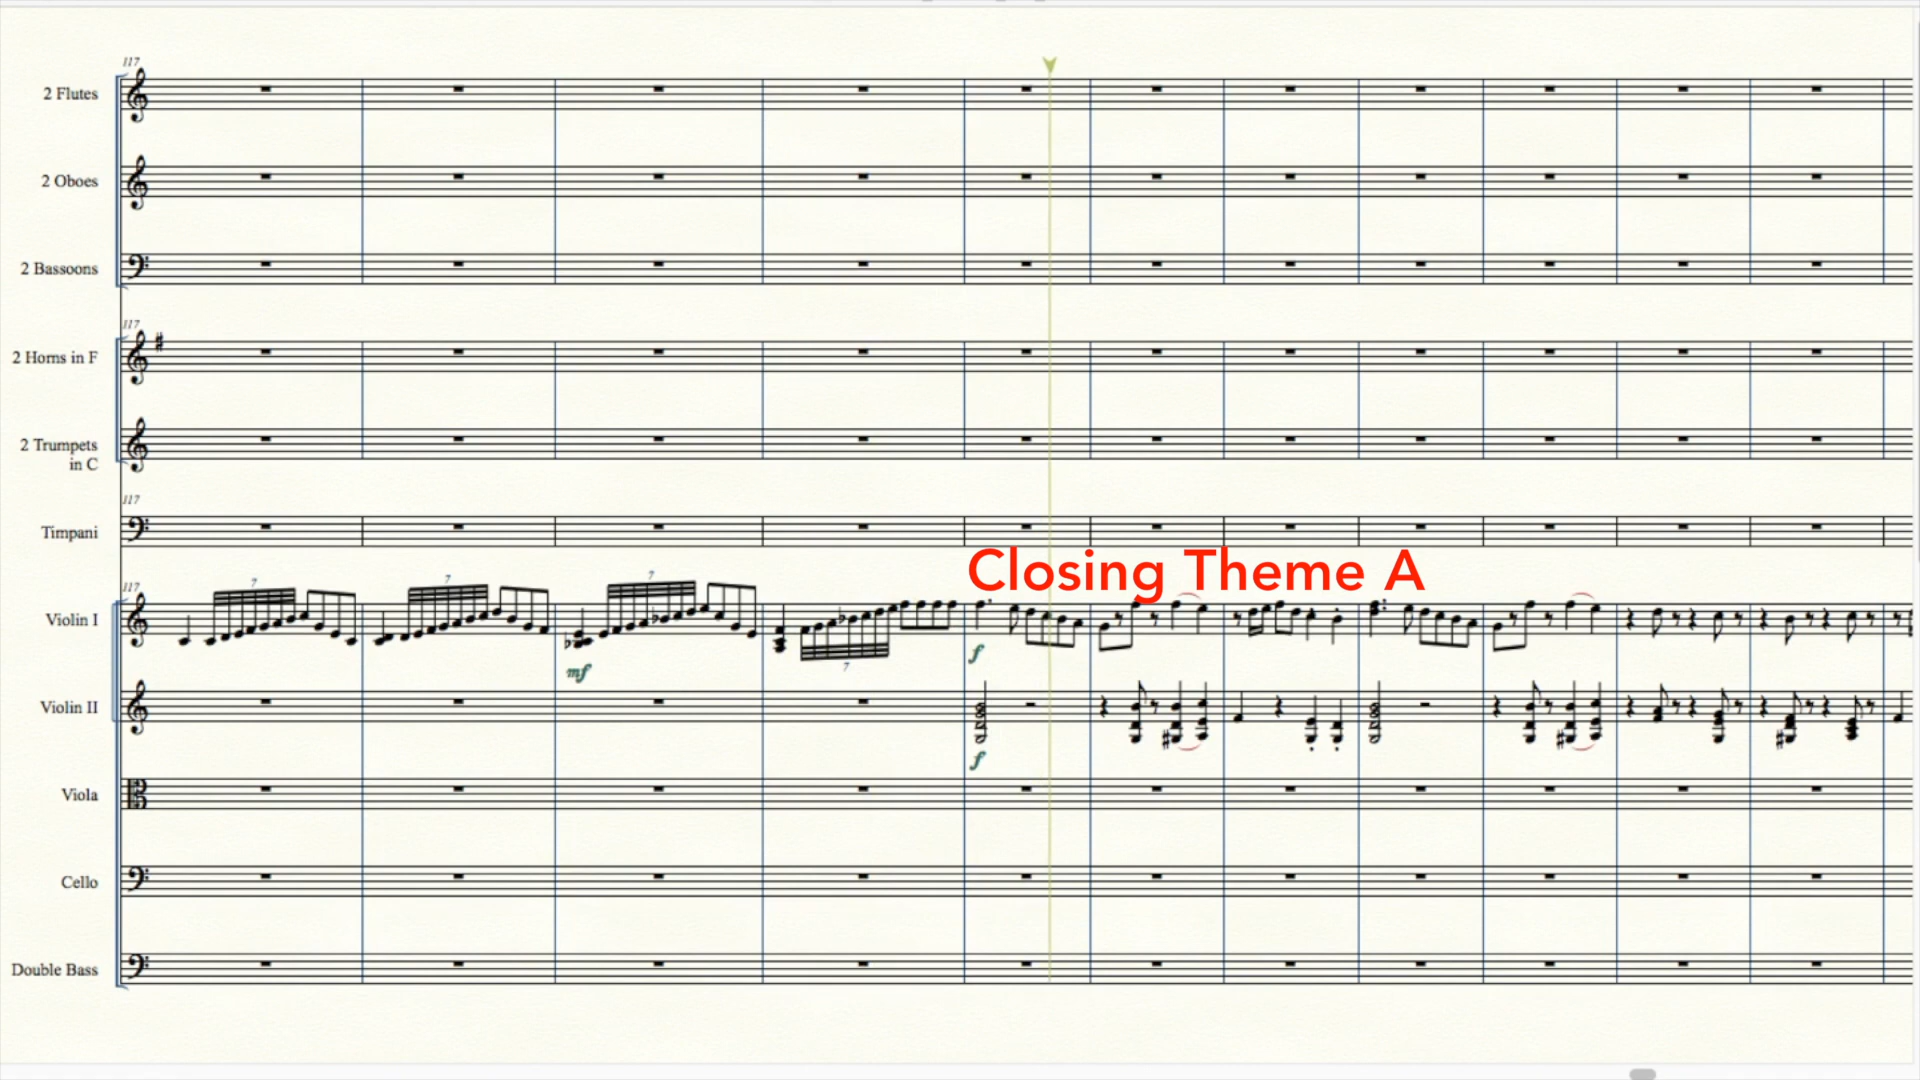 117
2 Flutes
2 Oboes
2 Bassoons
117
2 Horns in F
2 Trumpets
in C
117
Timpani
Closing Theme A
117
7
7
7
7
Violin I
mf
f
Violin II
f
Viola
Cello
Double Bass